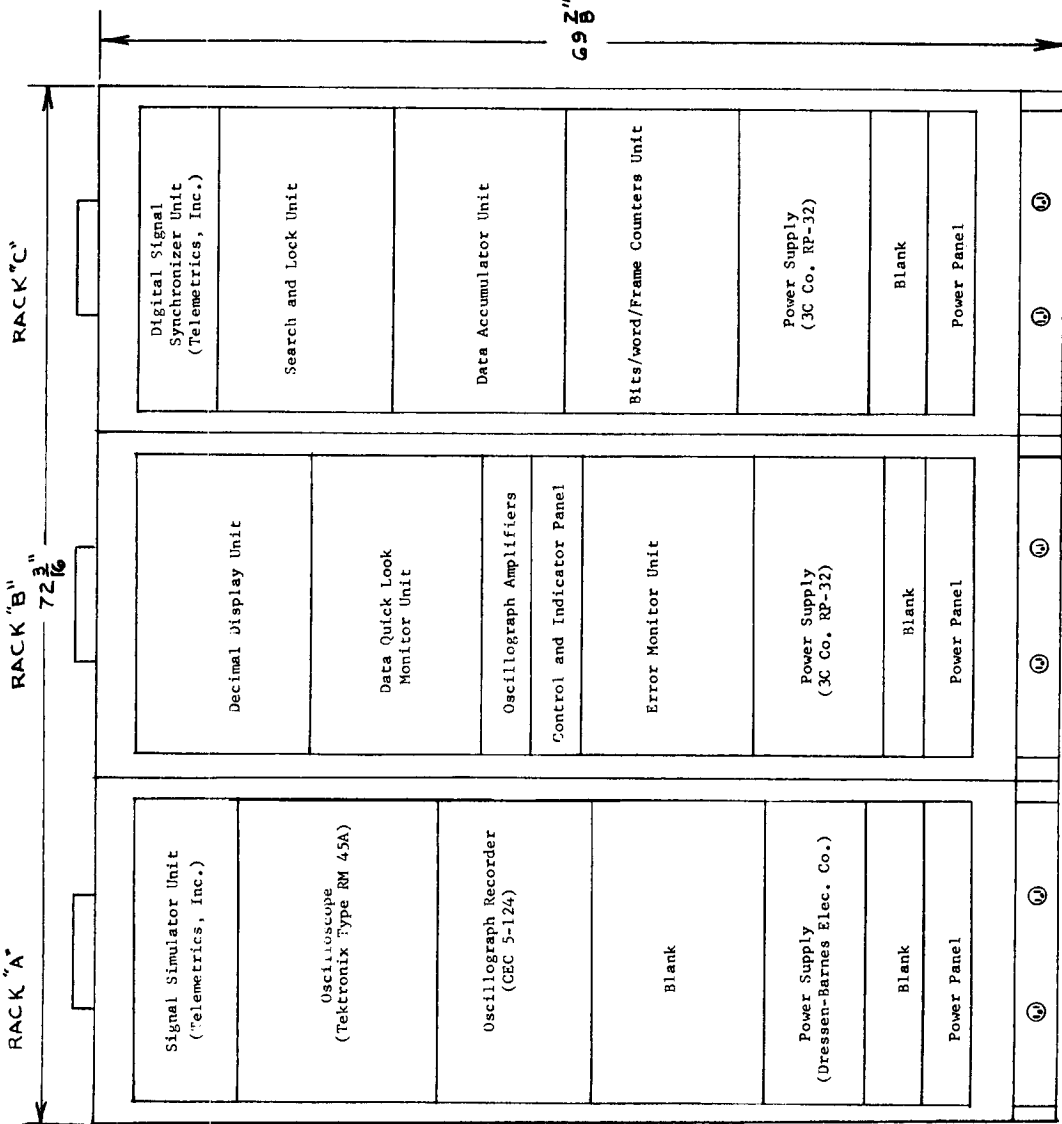 RACK "A"
RACK "B"
RACK "C"
72 3/16"
69 7/8"
Signal Simulator Unit
(Telemetrics, Inc.)
Oscilloscope
(Tektronix Type RM 45A)
Oscillograph Recorder
(CEC 5-124)
Blank
Power Supply
(Dressen-Barnes Elec. Co.)
Blank
Power Panel
Decimal Display Unit
Data Quick Look
Monitor Unit
Oscillograph Amplifiers
Control and Indicator Panel
Error Monitor Unit
Power Supply
(3C Co. RP-32)
Blank
Power Panel
Digital Signal
Synchronizer Unit
(Telemetrics, Inc.)
Search and Lock Unit
Data Accumulator Unit
Bits/word/Frame Counters Unit
Power Supply
(3C Co. RP-32)
Blank
Power Panel